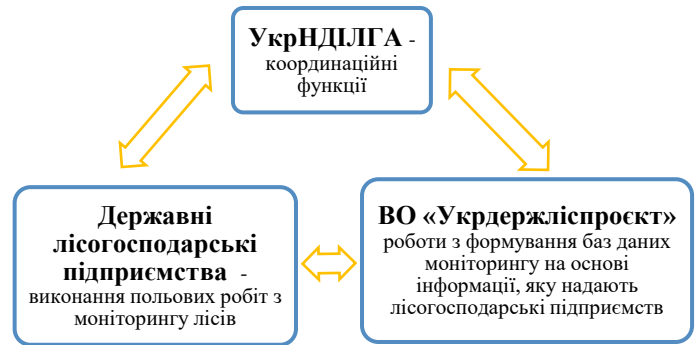 УкрНДІЛГА -
координаційні
функції
Державні
лісогосподарські
підприємства -
виконання польових робіт з
моніторингу лісів
ВО «Укрдержліспроєкт»
роботи з формування баз даних
моніторингу на основі
інформації, яку надають
лісогосподарські підприємств